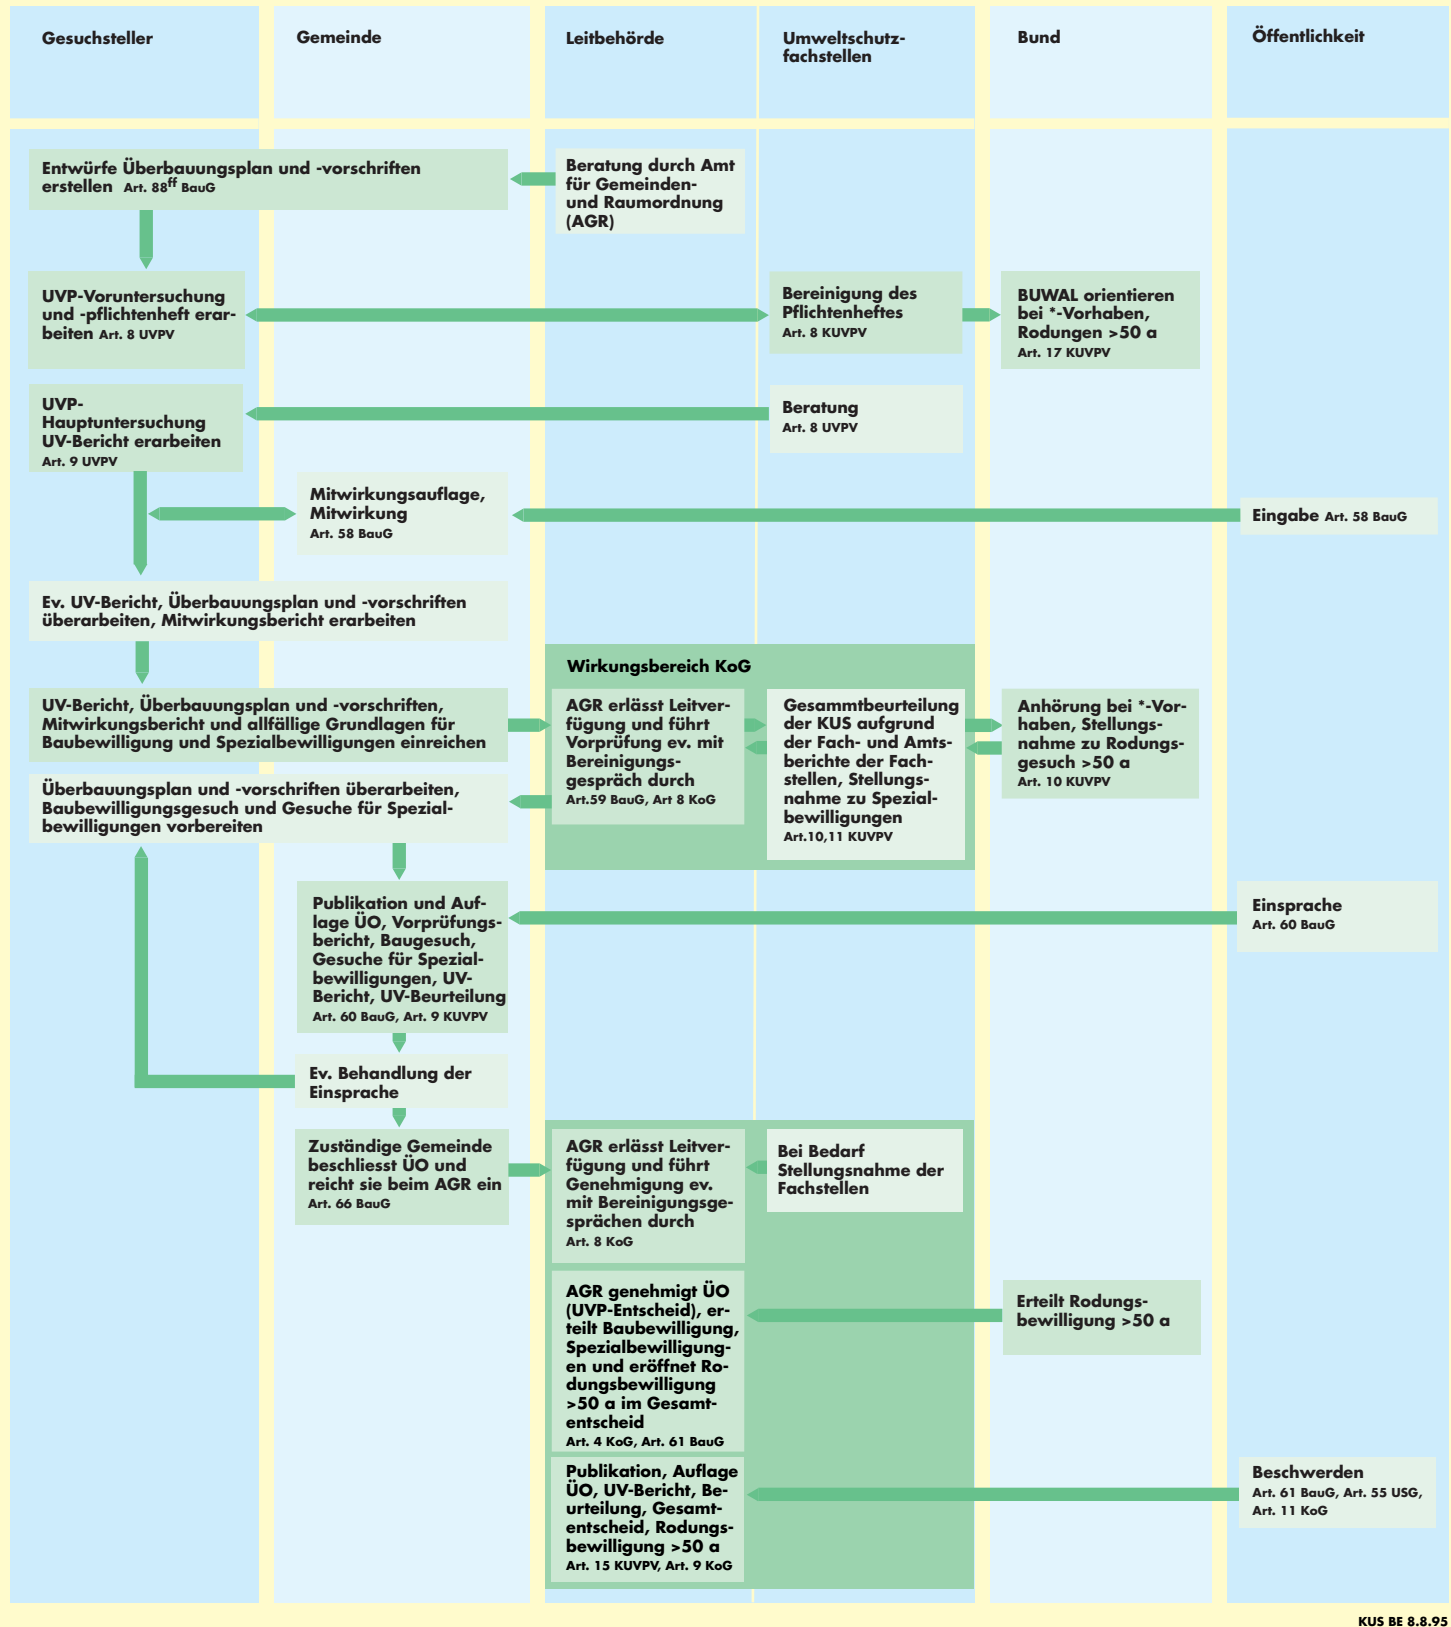 Gesuchsteller
Gemeinde
Leitbehörde
Umweltschutz-
fachstellen
Bund
Öffentlichkeit
Entwürfe Überbauungsplan und -vorschriften
erstellen Art. 88ff BauG
Beratung durch Amt
für Gemeinden-
und Raumordnung
(AGR)
UVP-Voruntersuchung
und -pflichtenheft erar-
beiten Art. 8 UVPV
Bereinigung des
Pflichtenheftes
Art. 8 KUVPV
BUWAL orientieren
bei *-Vorhaben,
Rodungen >50 a
Art. 17 KUVPV
UVP-
Hauptuntersuchung
UV-Bericht erarbeiten
Art. 9 UVPV
Beratung
Art. 8 UVPV
Mitwirkungsauflage,
Mitwirkung
Art. 58 BauG
Eingabe Art. 58 BauG
Ev. UV-Bericht, Überbauungsplan und -vorschriften
überarbeiten, Mitwirkungsbericht erarbeiten
Wirkungsbereich KoG
UV-Bericht, Überbauungsplan und -vorschriften,
Mitwirkungsbericht und allfällige Grundlagen für
Baubewilligung und Spezialbewilligungen einreichen
AGR erlässt Leitver-
fügung und führt
Vorprüfung ev. mit
Bereinigungs-
gespräch durch
Art.59 BauG, Art 8 KoG
Gesammtbeurteilung
der KUS aufgrund
der Fach- und Amts-
berichte der Fach-
stellen, Stellungs-
nahme zu Spezial-
bewilligungen
Art.10,11 KUVPV
Anhörung bei *-Vor-
haben, Stellungs-
nahme zu Rodungs-
gesuch >50 a
Art. 10 KUVPV
Überbauungsplan und -vorschriften überarbeiten,
Baubewilligungsgesuch und Gesuche für Spezial-
bewilligungen vorbereiten
Publikation und Auf-
lage ÜO, Vorprüfungs-
bericht, Baugesuch,
Gesuche für Spezial-
bewilligungen, UV-
Bericht, UV-Beurteilung
Art. 60 BauG, Art. 9 KUVPV
Einsprache
Art. 60 BauG
Ev. Behandlung der
Einsprache
Zuständige Gemeinde
beschliesst ÜO und
reicht sie beim AGR ein
Art. 66 BauG
AGR erlässt Leitver-
fügung und führt
Genehmigung ev.
mit Bereinigungsge-
sprächen durch
Art. 8 KoG
Bei Bedarf
Stellungsnahme der
Fachstellen
AGR genehmigt ÜO
(UVP-Entscheid), er-
teilt Baubewilligung,
Spezialbewilligung-
en und eröffnet Ro-
dungsbewilligung
>50 a im Gesamt-
entscheid
Art. 4 KoG, Art. 61 BauG
Erteilt Rodungs-
bewilligung >50 a
Publikation, Auflage
ÜO, UV-Bericht, Be-
urteilung, Gesamt-
entscheid, Rodungs-
bewilligung >50 a
Art. 15 KUVPV, Art. 9 KoG
Beschwerden
Art. 61 BauG, Art. 55 USG,
Art. 11 KoG
KUS BE 8.8.95